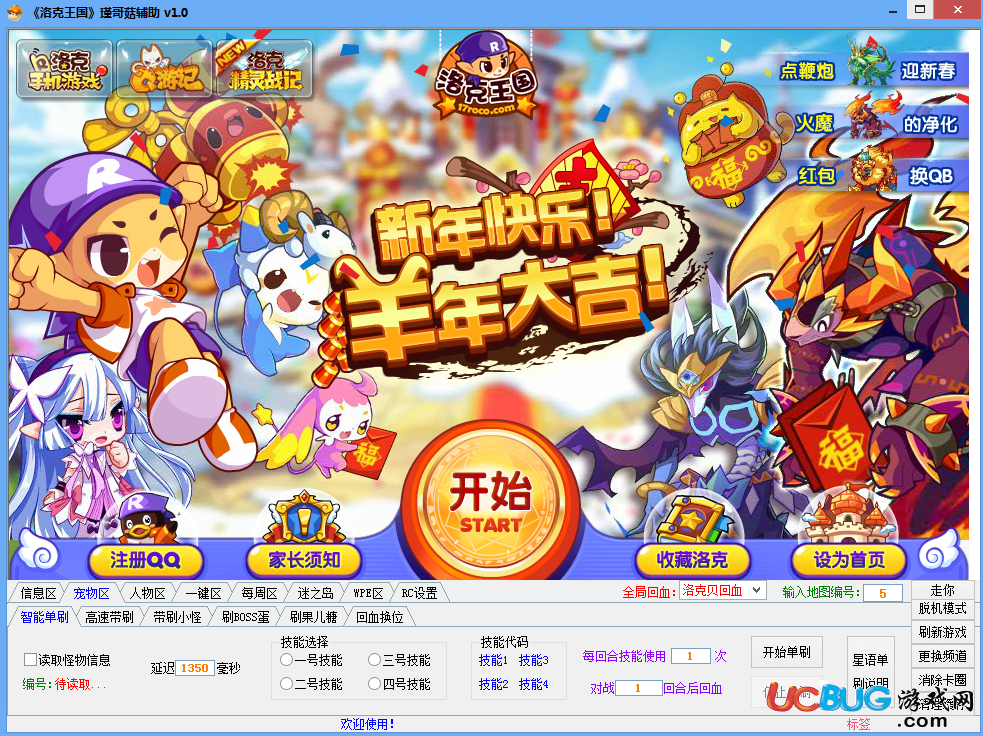 《洛克王国》瑾哥菇辅助 v1.0
洛克
手机游戏
西游记
NEW
洛克
精灵战记
R
洛克王国
17roco.com
点鞭炮 迎新春
火魔 的净化
红包 换QB
新年快乐!
羊年大吉!
福
福
福
R
R
开始
START
注册QQ
家长须知
收藏洛克
设为首页
信息区 宠物区 人物区 一键区 每周区 迷之岛 WPE区 RC设置
全局回血: 洛克贝回血 输入地图编号: 5 走你
智能单刷 高速带刷 带刷小怪 刷BOSS蛋 刷果儿糖 回血换位
脱机模式
刷新游戏
更换频道
消除卡圈
读取怪物信息
编号:待读取...
延迟 1350 毫秒
技能选择
一号技能 三号技能
二号技能 四号技能
技能代码
技能1 技能3
技能2 技能4
每回合技能使用 1 次
对战 1 回合后回血
开始单刷
星语单
刷说明
欢迎使用!
标签
UCBUG 游戏网
.com